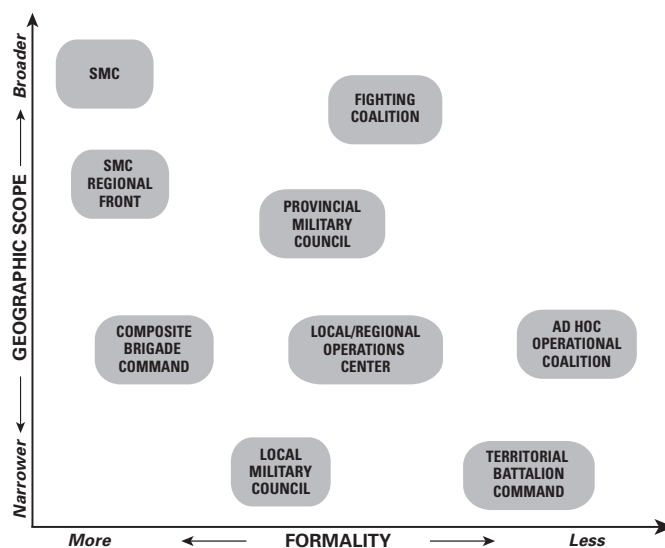 Broader
GEOGRAPHIC SCOPE
Narrower
SMC
FIGHTING
COALITION
SMC
REGIONAL
FRONT
PROVINCIAL
MILITARY
COUNCIL
COMPOSITE
BRIGADE
COMMAND
LOCAL/REGIONAL
OPERATIONS
CENTER
AD HOC
OPERATIONAL
COALITION
LOCAL
MILITARY
COUNCIL
TERRITORIAL
BATTALION
COMMAND
More
FORMALITY
Less